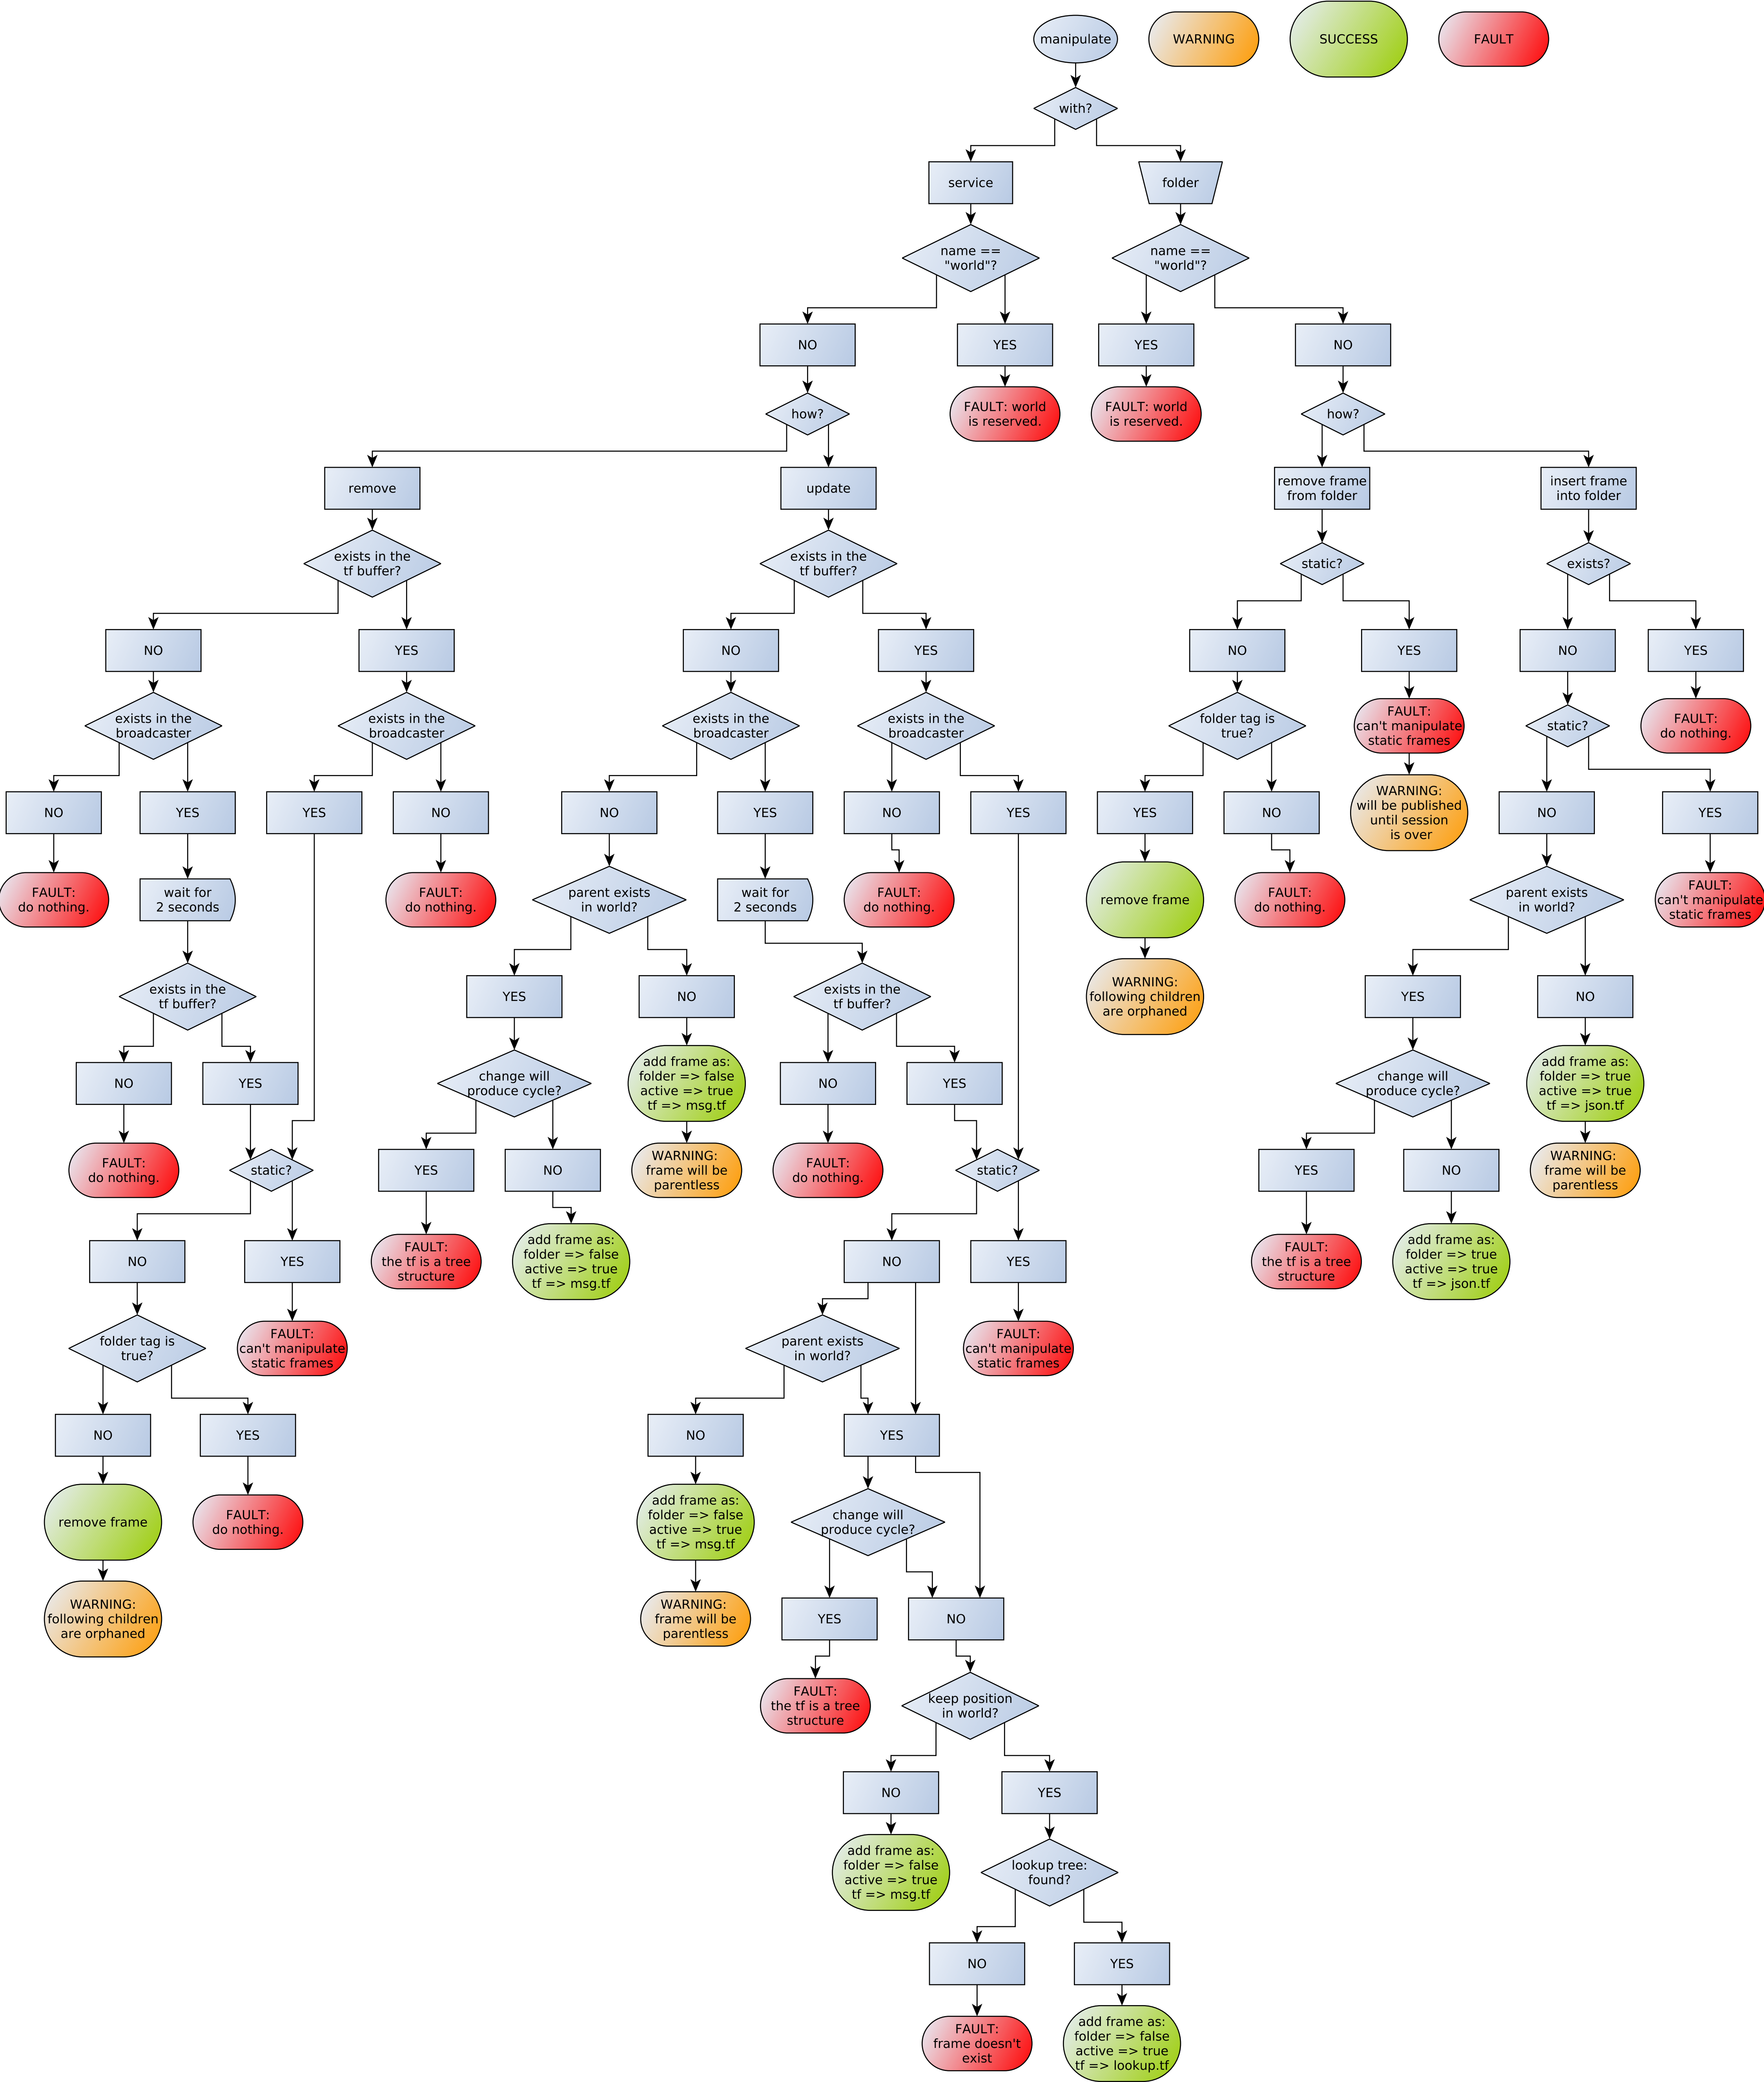 manipulate
WARNING
SUCCESS
FAULT
with?
service
folder
name ==
"world"?
name ==
"world"?
NO
YES
YES
NO
how?
FAULT: world
is reserved.
FAULT: world
is reserved.
how?
remove
update
remove frame
from folder
insert frame
into folder
exists in the
tf buffer?
exists in the
tf buffer?
static?
exists?
NO
YES
NO
YES
NO
YES
NO
YES
exists in the
broadcaster
exists in the
broadcaster
exists in the
broadcaster
exists in the
broadcaster
folder tag is
true?
FAULT:
can't manipulate
static frames
static?
FAULT:
do nothing.
NO
YES
YES
NO
NO
YES
NO
YES
YES
NO
WARNING:
will be published
until session
is over
NO
YES
FAULT:
do nothing.
wait for
2 seconds
FAULT:
do nothing.
parent exists
in world?
wait for
2 seconds
FAULT:
do nothing.
remove frame
FAULT:
do nothing.
parent exists
in world?
FAULT:
can't manipulate
static frames
exists in the
tf buffer?
YES
NO
exists in the
tf buffer?
WARNING:
following children
are orphaned
YES
NO
NO
YES
change will
produce cycle?
add frame as:
folder => false
active => true
tf => msg.tf
NO
YES
change will
produce cycle?
add frame as:
folder => true
active => true
tf => json.tf
FAULT:
do nothing.
static?
YES
NO
WARNING:
frame will be
parentless
FAULT:
do nothing.
static?
YES
NO
WARNING:
frame will be
parentless
NO
YES
FAULT:
the tf is a tree
structure
add frame as:
folder => false
active => true
tf => msg.tf
NO
YES
FAULT:
the tf is a tree
structure
add frame as:
folder => true
active => true
tf => json.tf
folder tag is
true?
FAULT:
can't manipulate
static frames
parent exists
in world?
FAULT:
can't manipulate
static frames
NO
YES
NO
YES
remove frame
FAULT:
do nothing.
add frame as:
folder => false
active => true
tf => msg.tf
change will
produce cycle?
WARNING:
following children
are orphaned
WARNING:
frame will be
parentless
YES
NO
FAULT:
the tf is a tree
structure
keep position
in world?
NO
YES
add frame as:
folder => false
active => true
tf => msg.tf
lookup tree:
found?
NO
YES
FAULT:
frame doesn't
exist
add frame as:
folder => false
active => true
tf => lookup.tf